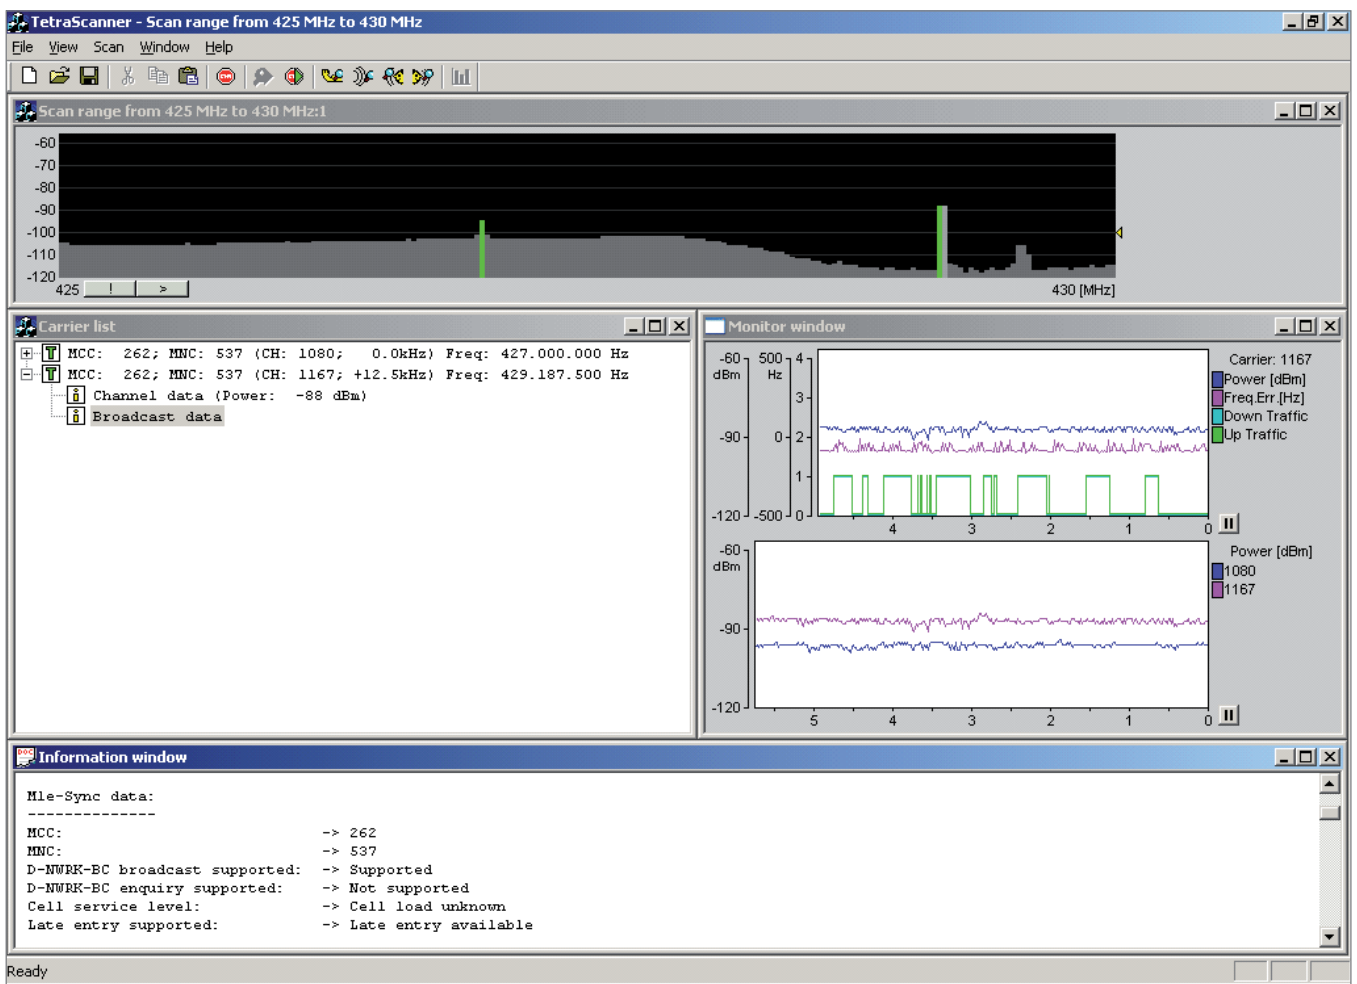 TetraScanner - Scan range from 425 MHz to 430 MHz
File View Scan Window Help
Scan range from 425 MHz to 430 MHz:1
-60
-70
-80
-90
-100
-110
-120
425 ! > 430 [MHz]
Carrier list
MCC: 262; MNC: 537 (CH: 1080; 0.0kHz) Freq: 427.000.000 Hz
MCC: 262; MNC: 537 (CH: 1167; +12.5kHz) Freq: 429.187.500 Hz
Channel data (Power: -88 dBm)
Broadcast data
Monitor window
-60 500 4
dBm Hz
3
-90 0 2
1
-120 -500 0
4 3 2 1 0
Carrier: 1167
Power [dBm]
Freq.Err.[Hz]
Down Traffic
Up Traffic
-60
dBm
-90
-120
5 4 3 2 1 0
Power [dBm]
1080
1167
Information window
Mle-Sync data:
--------------
MCC: -> 262
MNC: -> 537
D-NWRK-BC broadcast supported: -> Supported
D-NWRK-BC enquiry supported: -> Not supported
Cell service level: -> Cell load unknown
Late entry supported: -> Late entry available
Ready